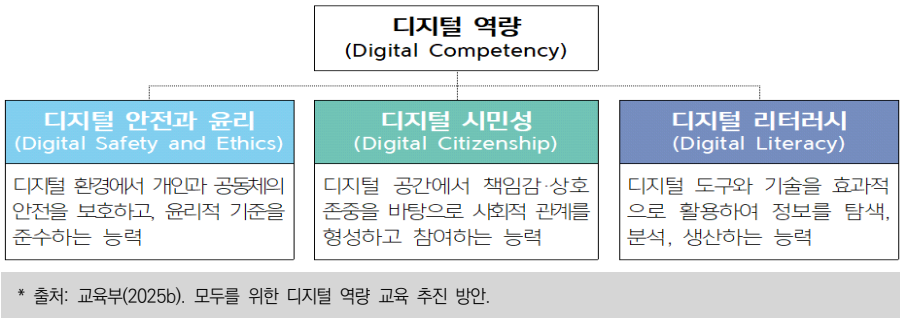 디지털 역량
(Digital Competency)
디지털 안전과 윤리
(Digital Safety and Ethics)
디지털 환경에서 개인과 공동체의
안전을 보호하고, 윤리적 기준을
준수하는 능력
디지털 시민성
(Digital Citizenship)
디지털 공간에서 책임감·상호
존중을 바탕으로 사회적 관계를
형성하고 참여하는 능력
디지털 리터러시
(Digital Literacy)
디지털 도구와 기술을 효과적
으로 활용하여 정보를 탐색,
분석, 생산하는 능력
* 출처: 교육부(2025b). 모두를 위한 디지털 역량 교육 추진 방안.